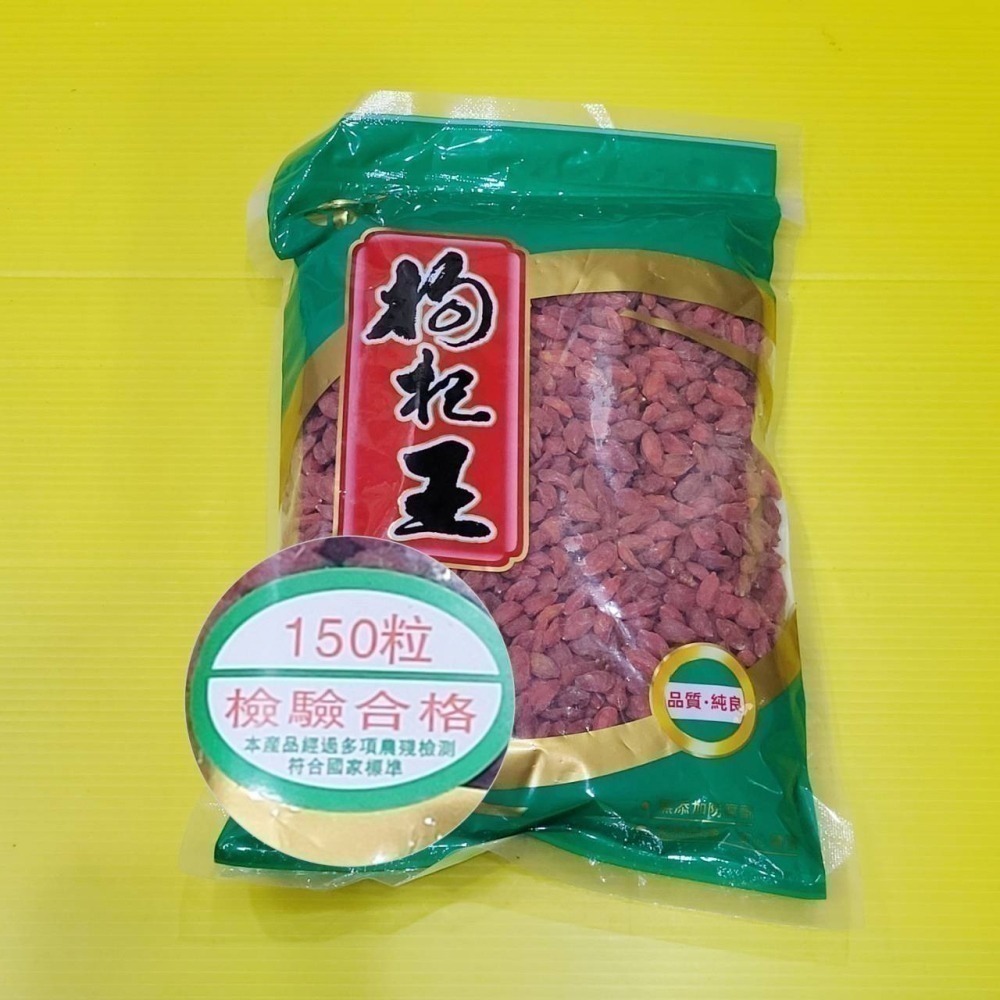 枸杞王
150粒
檢驗合格
本產品經過多項農殘檢測
符合國家標準
品質·純良